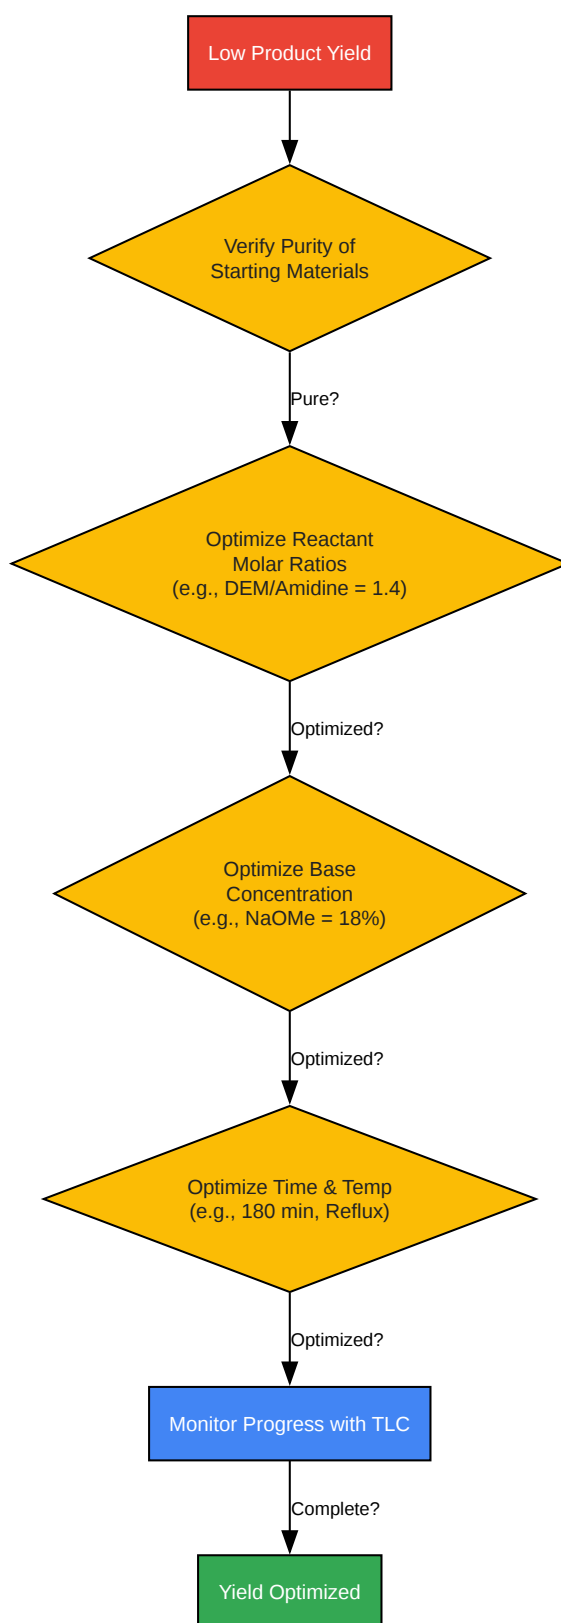 Low Product Yield
Verify Purity of
Starting Materials
Pure?
Optimize Reactant
Molar Ratios
(e.g., DEM/Amidine = 1.4)
Optimized?
Optimize Base
Concentration
(e.g., NaOMe = 18%)
Optimized?
Optimize Time & Temp
(e.g., 180 min, Reflux)
Optimized?
Monitor Progress with TLC
Complete?
Yield Optimized